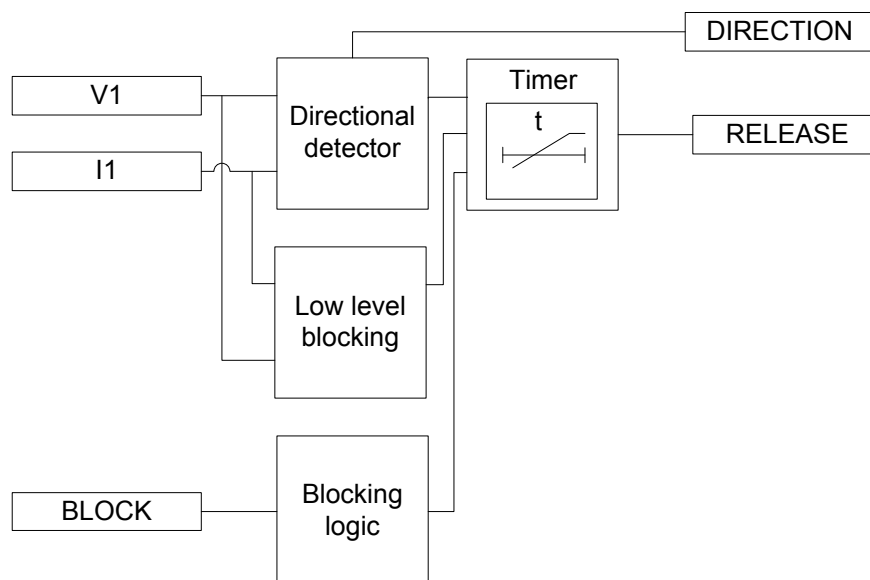 DIRECTION
Timer
V1
Directional
detector
t
RELEASE
I1
Low level
blocking
BLOCK
Blocking
logic